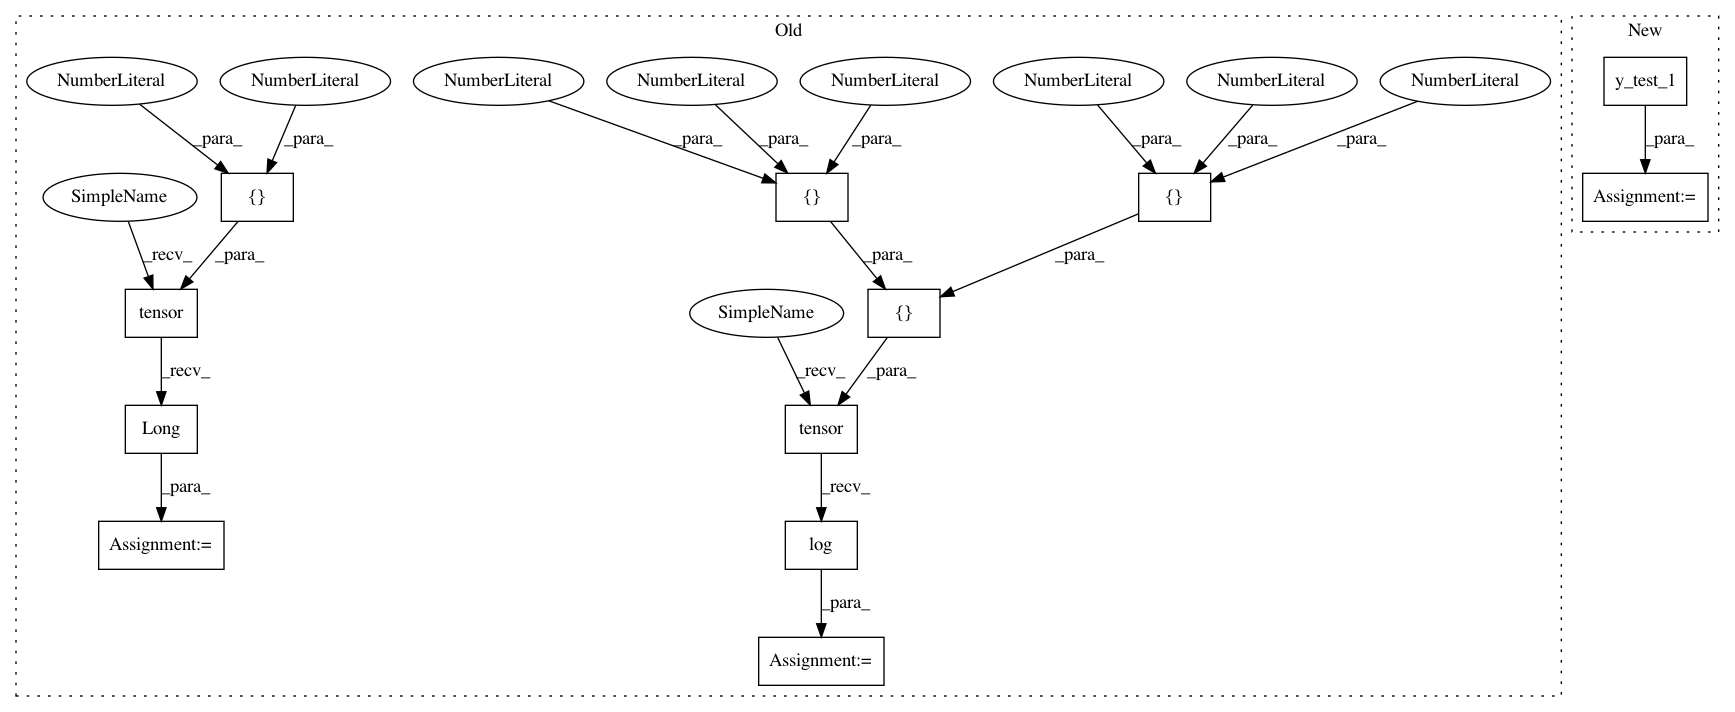 Old
New
NumberLiteral
NumberLiteral
NumberLiteral
NumberLiteral
NumberLiteral
NumberLiteral
NumberLiteral
NumberLiteral
y_test_1
_para_
_para_
_para_
_para_
_para_
_para_
_para_
_para_
_para_
SimpleName
{}
{}
{}
Assignment:=
_recv_
_para_
_para_
_para_
tensor
SimpleName
{}
_recv_
_recv_
_para_
Long
tensor
_para_
_recv_
Assignment:=
log
_para_
Assignment:=